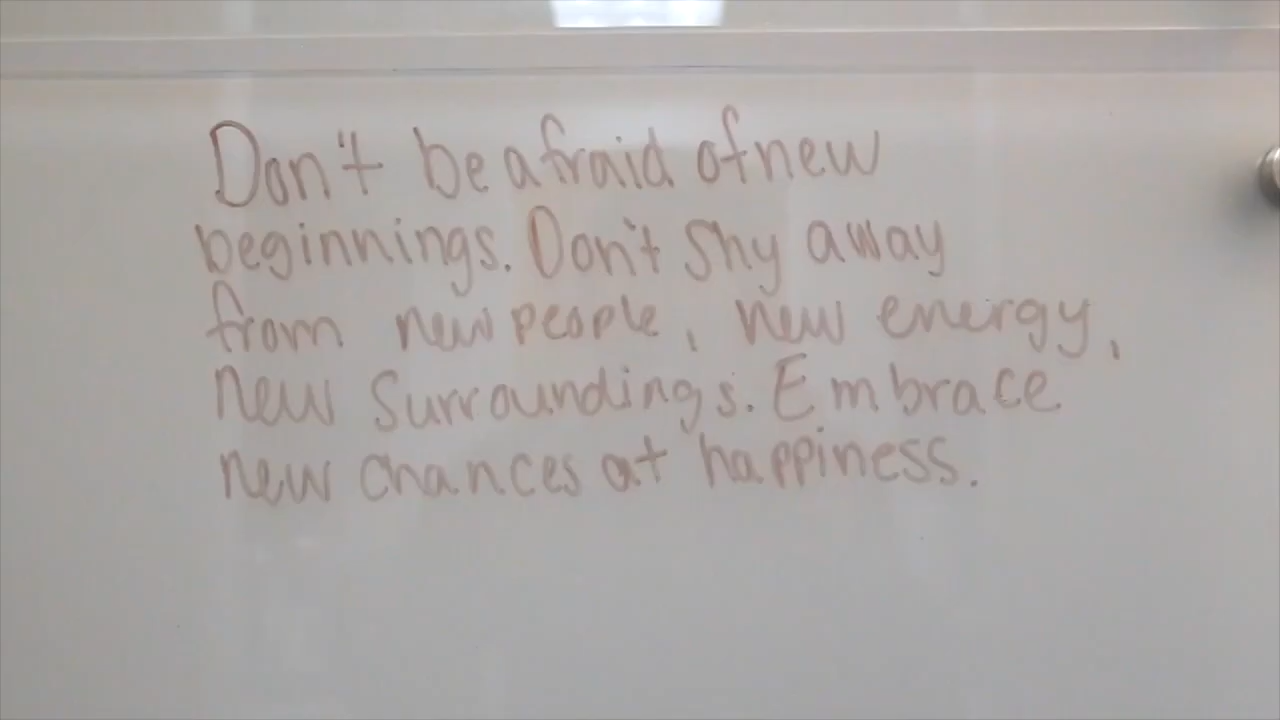 Don't be afraid of new
beginnings. Don't shy away
from new people, new energy,
new surroundings. Embrace
new chances at happiness.